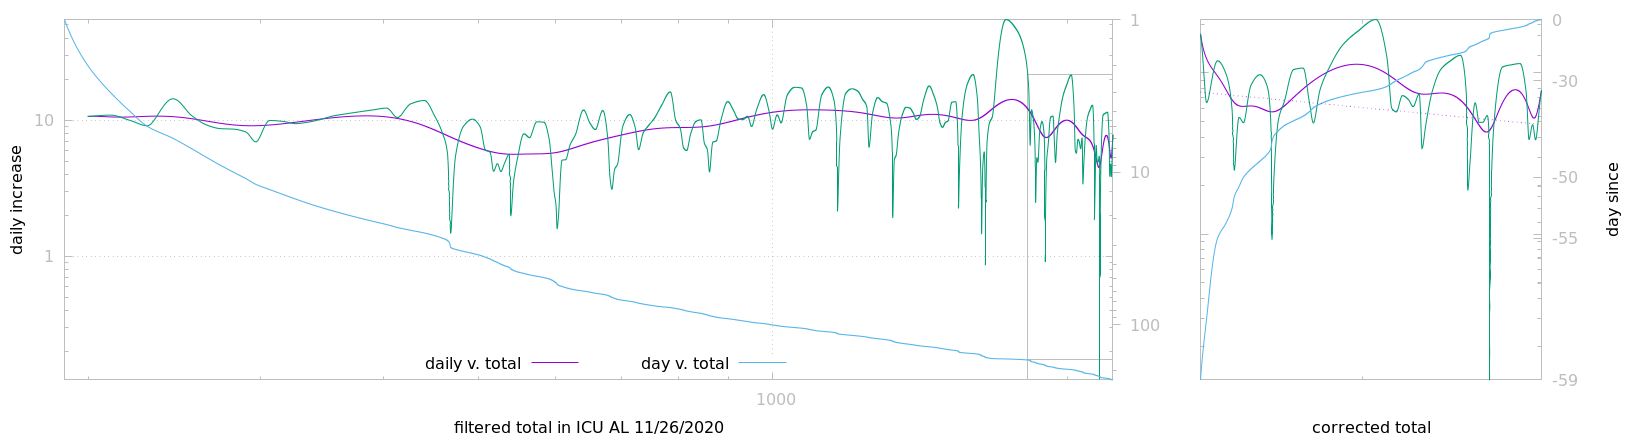 daily increase
10
1
daily v. total
day v. total
1
10
100
1000
filtered total in ICU AL 11/26/2020
0
-30
-50
-55
-59
day since
corrected total